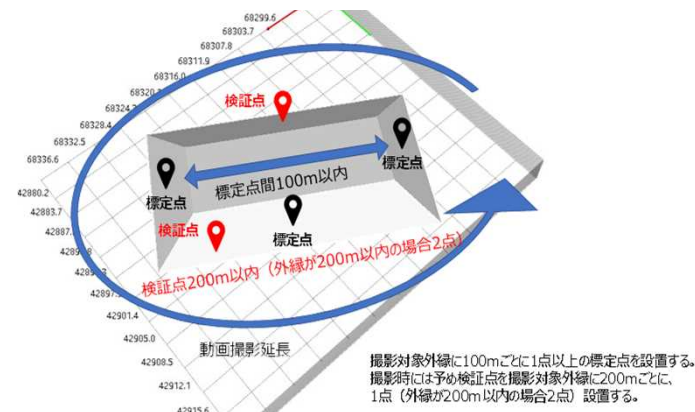 68299.6
68303.7
68307.8
68311.9
68316.0
68328.4
68332.5
68336.6
42880.2
42883.7
42901.4
42905.0
42908.5
42912.1
検証点
標定点
標定点間100m以内
標定点
標定点
検証点
検証点200m以内（外縁が200m以内の場合2点）
動画撮影延長
撮影対象外縁に100mごとに1点以上の標定点を設置する。
撮影時には予め検証点を撮影対象外縁に200mごとに、
1点（外縁が200m以内の場合2点）設置する。